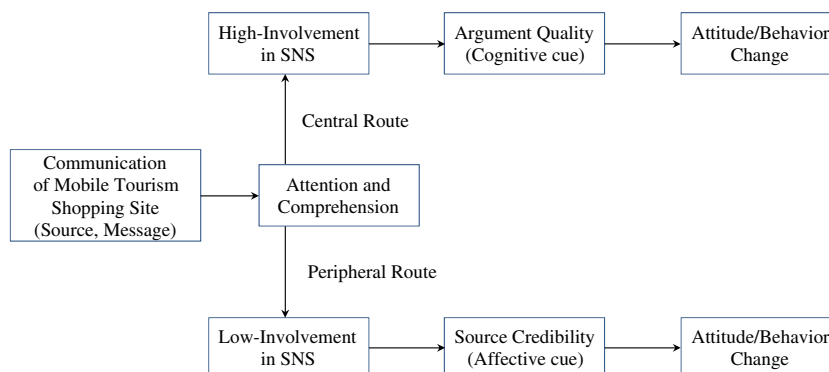 High-Involvement
in SNS
Argument Quality
(Cognitive cue)
Attitude/Behavior
Change
Central Route
Communication
of Mobile Tourism
Shopping Site
(Source, Message)
Attention and
Comprehension
Peripheral Route
Low-Involvement
in SNS
Source Credibility
(Affective cue)
Attitude/Behavior
Change